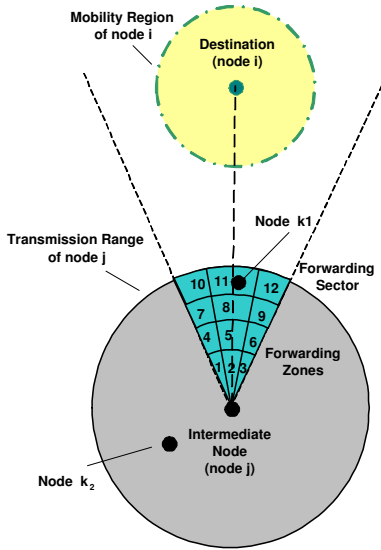 Mobility Region
of node i
Destination
(node i)
Node k1
Transmission Range
of node j
Forwarding
Sector
10 11 12
7 8 9
4 5 6
1 2 3
Forwarding
Zones
Intermediate
Node
(node j)
Node k₂